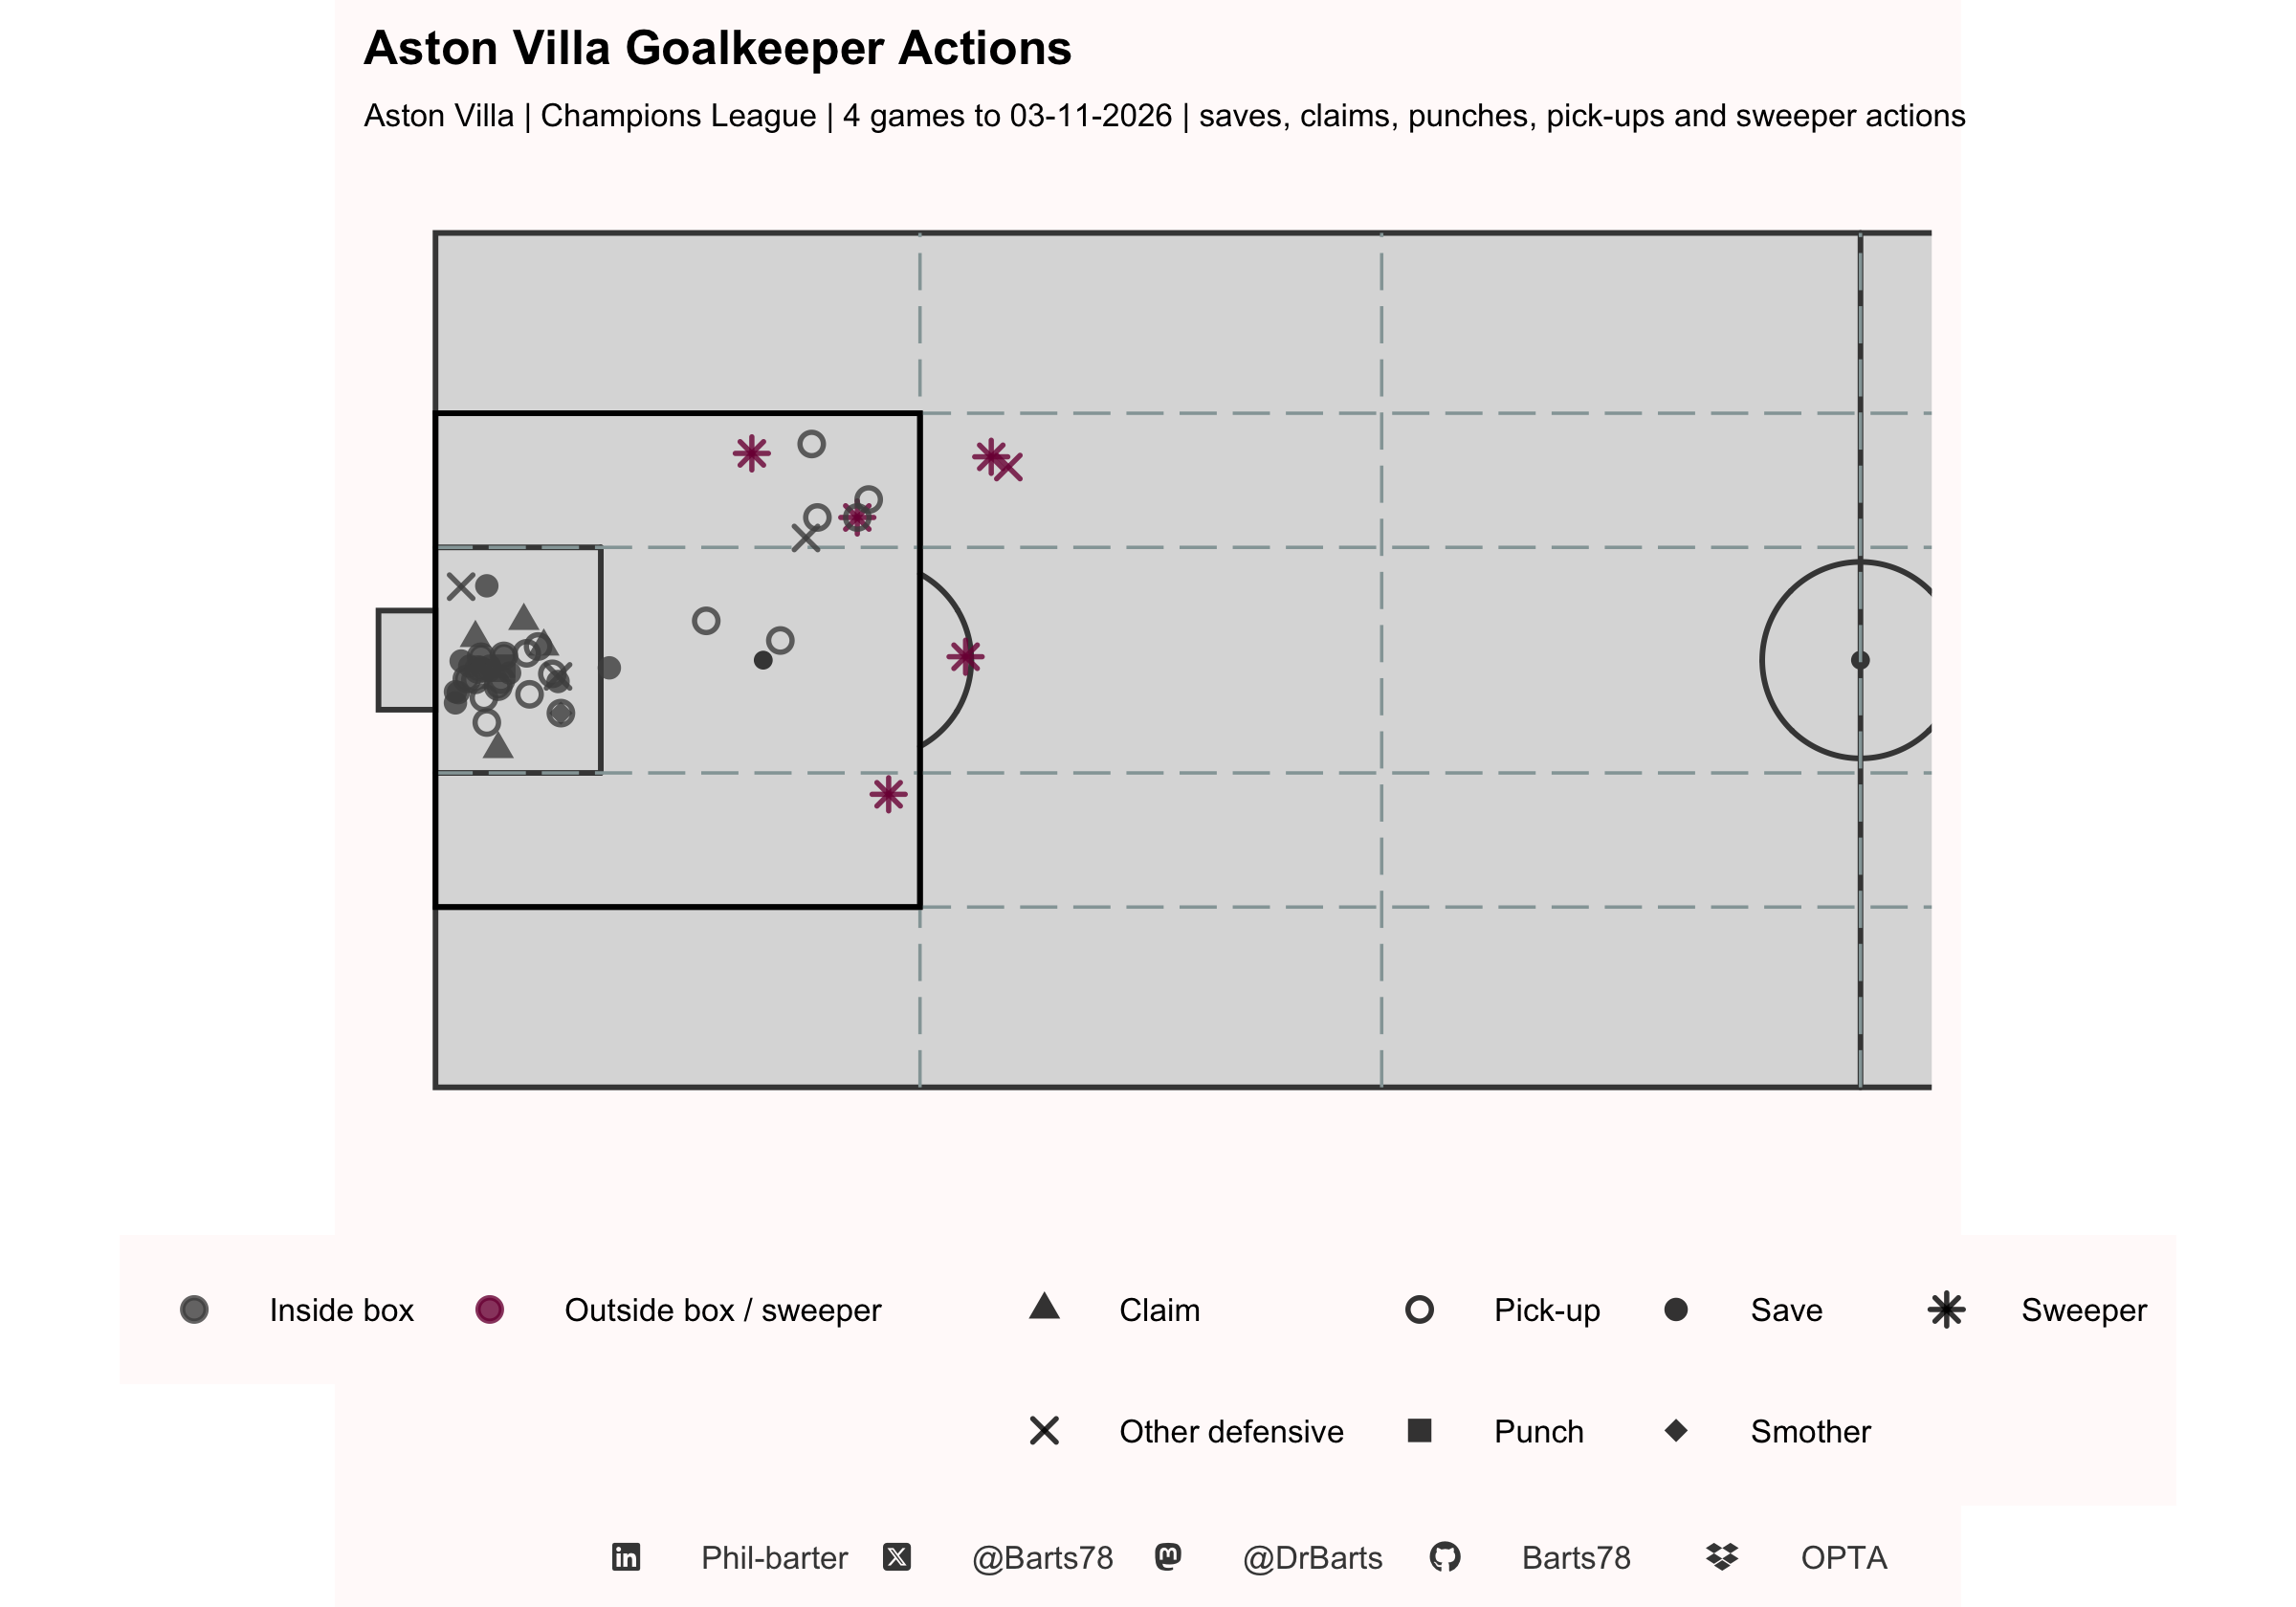 Aston Villa Goalkeeper Actions
Aston Villa | Champions League | 4 games to 03-11-2026 | saves, claims, punches, pick-ups and sweeper actions
Inside box Outside box / sweeper Claim Pick-up Save Sweeper
Other defensive Punch Smother
Phil-barter @Barts78 @DrBarts Barts78 OPTA